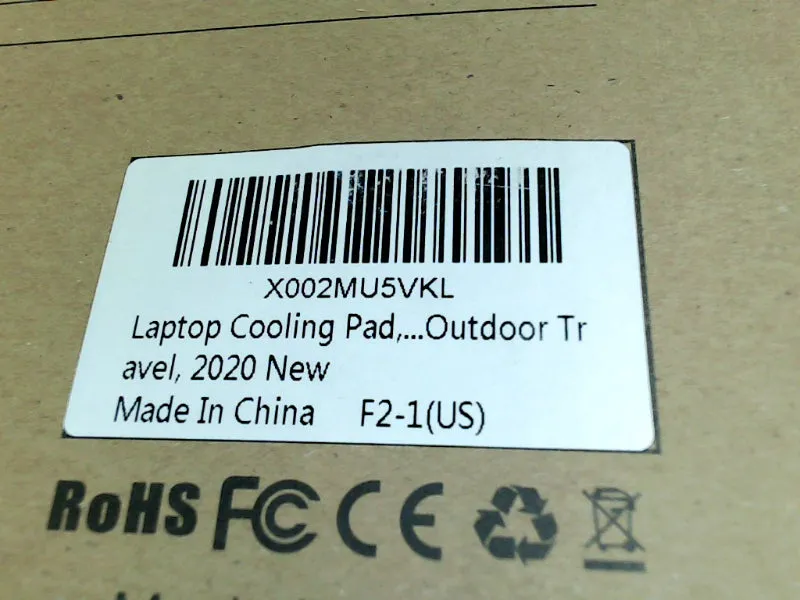 X002MU5VKL
Laptop Cooling Pad,...Outdoor Tr
avel, 2020 New
Made In China F2-1(US)
RoHS FC CE